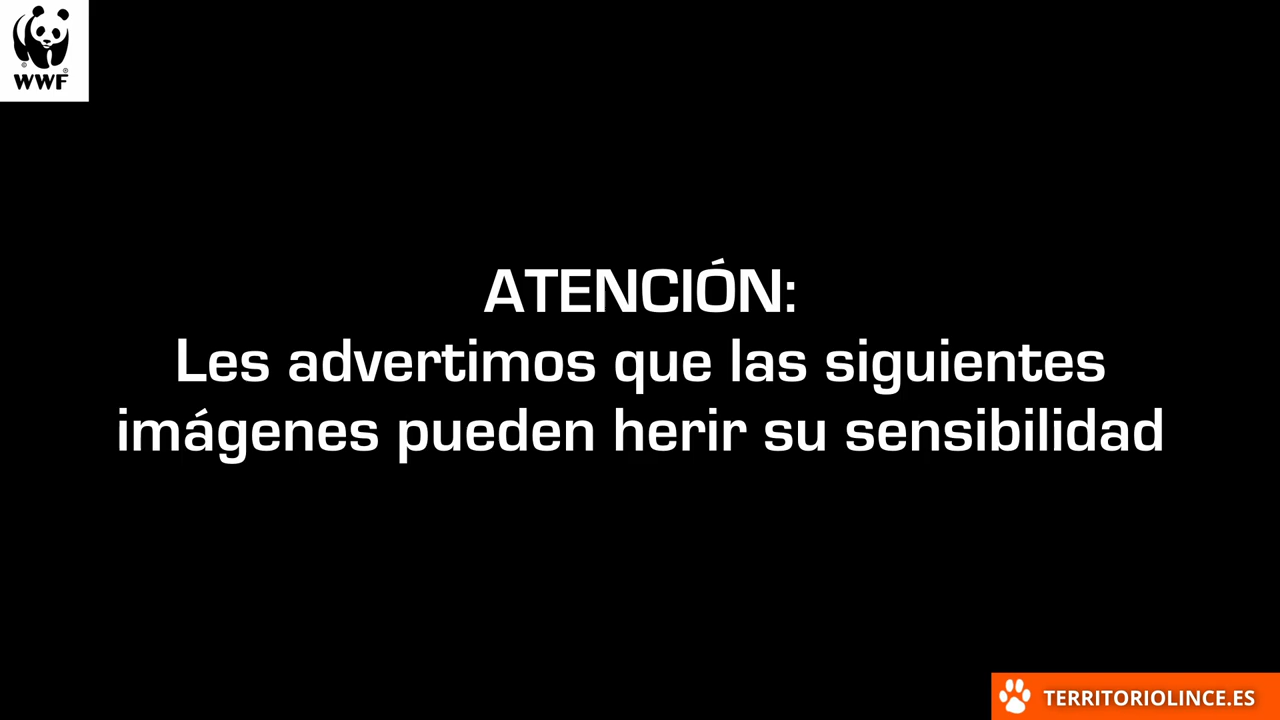 WWF
ATENCIÓN:
Les advertimos que las siguientes
imágenes pueden herir su sensibilidad
TERRITORIOLINCE.ES